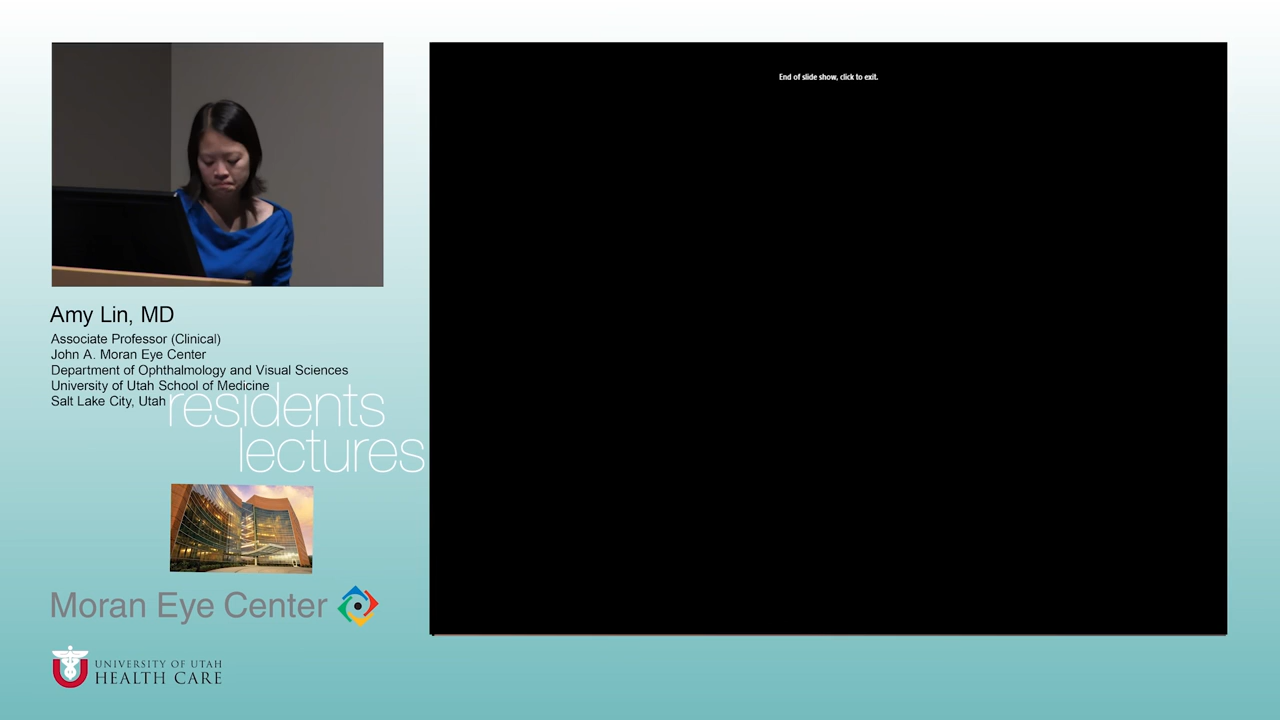 End of slide show, click to exit.
Amy Lin, MD
Associate Professor (Clinical)
John A. Moran Eye Center
Department of Ophthalmology and Visual Sciences
University of Utah School of Medicine
Salt Lake City, Utah
residents
lectures
Moran Eye Center
UNIVERSITY OF UTAH
HEALTH CARE